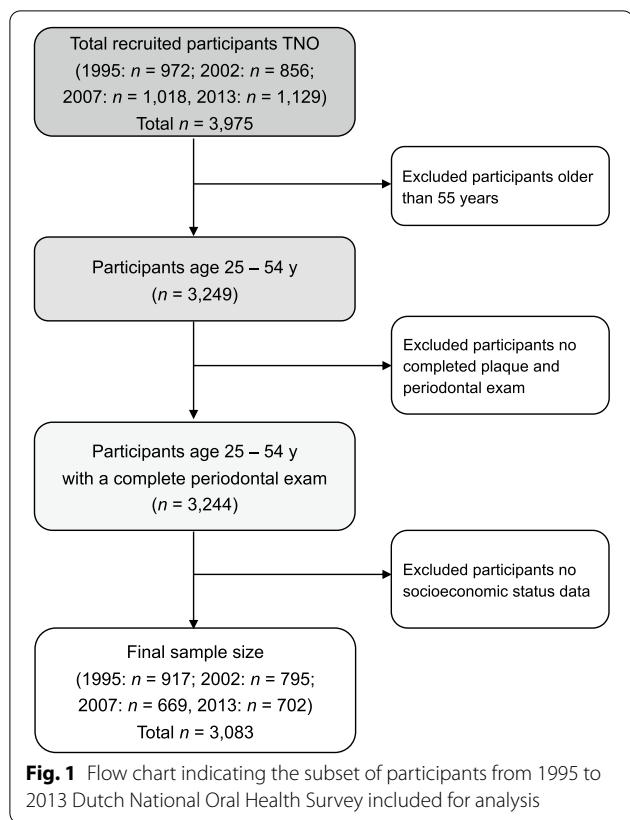 Total recruited participants TNO
(1995: n = 972; 2002: n = 856;
2007: n = 1,018, 2013: n = 1,129)
Total n = 3,975
Excluded participants older
than 55 years
Participants age 25 – 54 y
(n = 3,249)
Excluded participants no
completed plaque and
periodontal exam
Participants age 25 – 54 y
with a complete periodontal exam
(n = 3,244)
Excluded participants no
socioeconomic status data
Final sample size
(1995: n = 917; 2002: n = 795;
2007: n = 669, 2013: n = 702)
Total n = 3,083
Fig. 1 Flow chart indicating the subset of participants from 1995 to
2013 Dutch National Oral Health Survey included for analysis